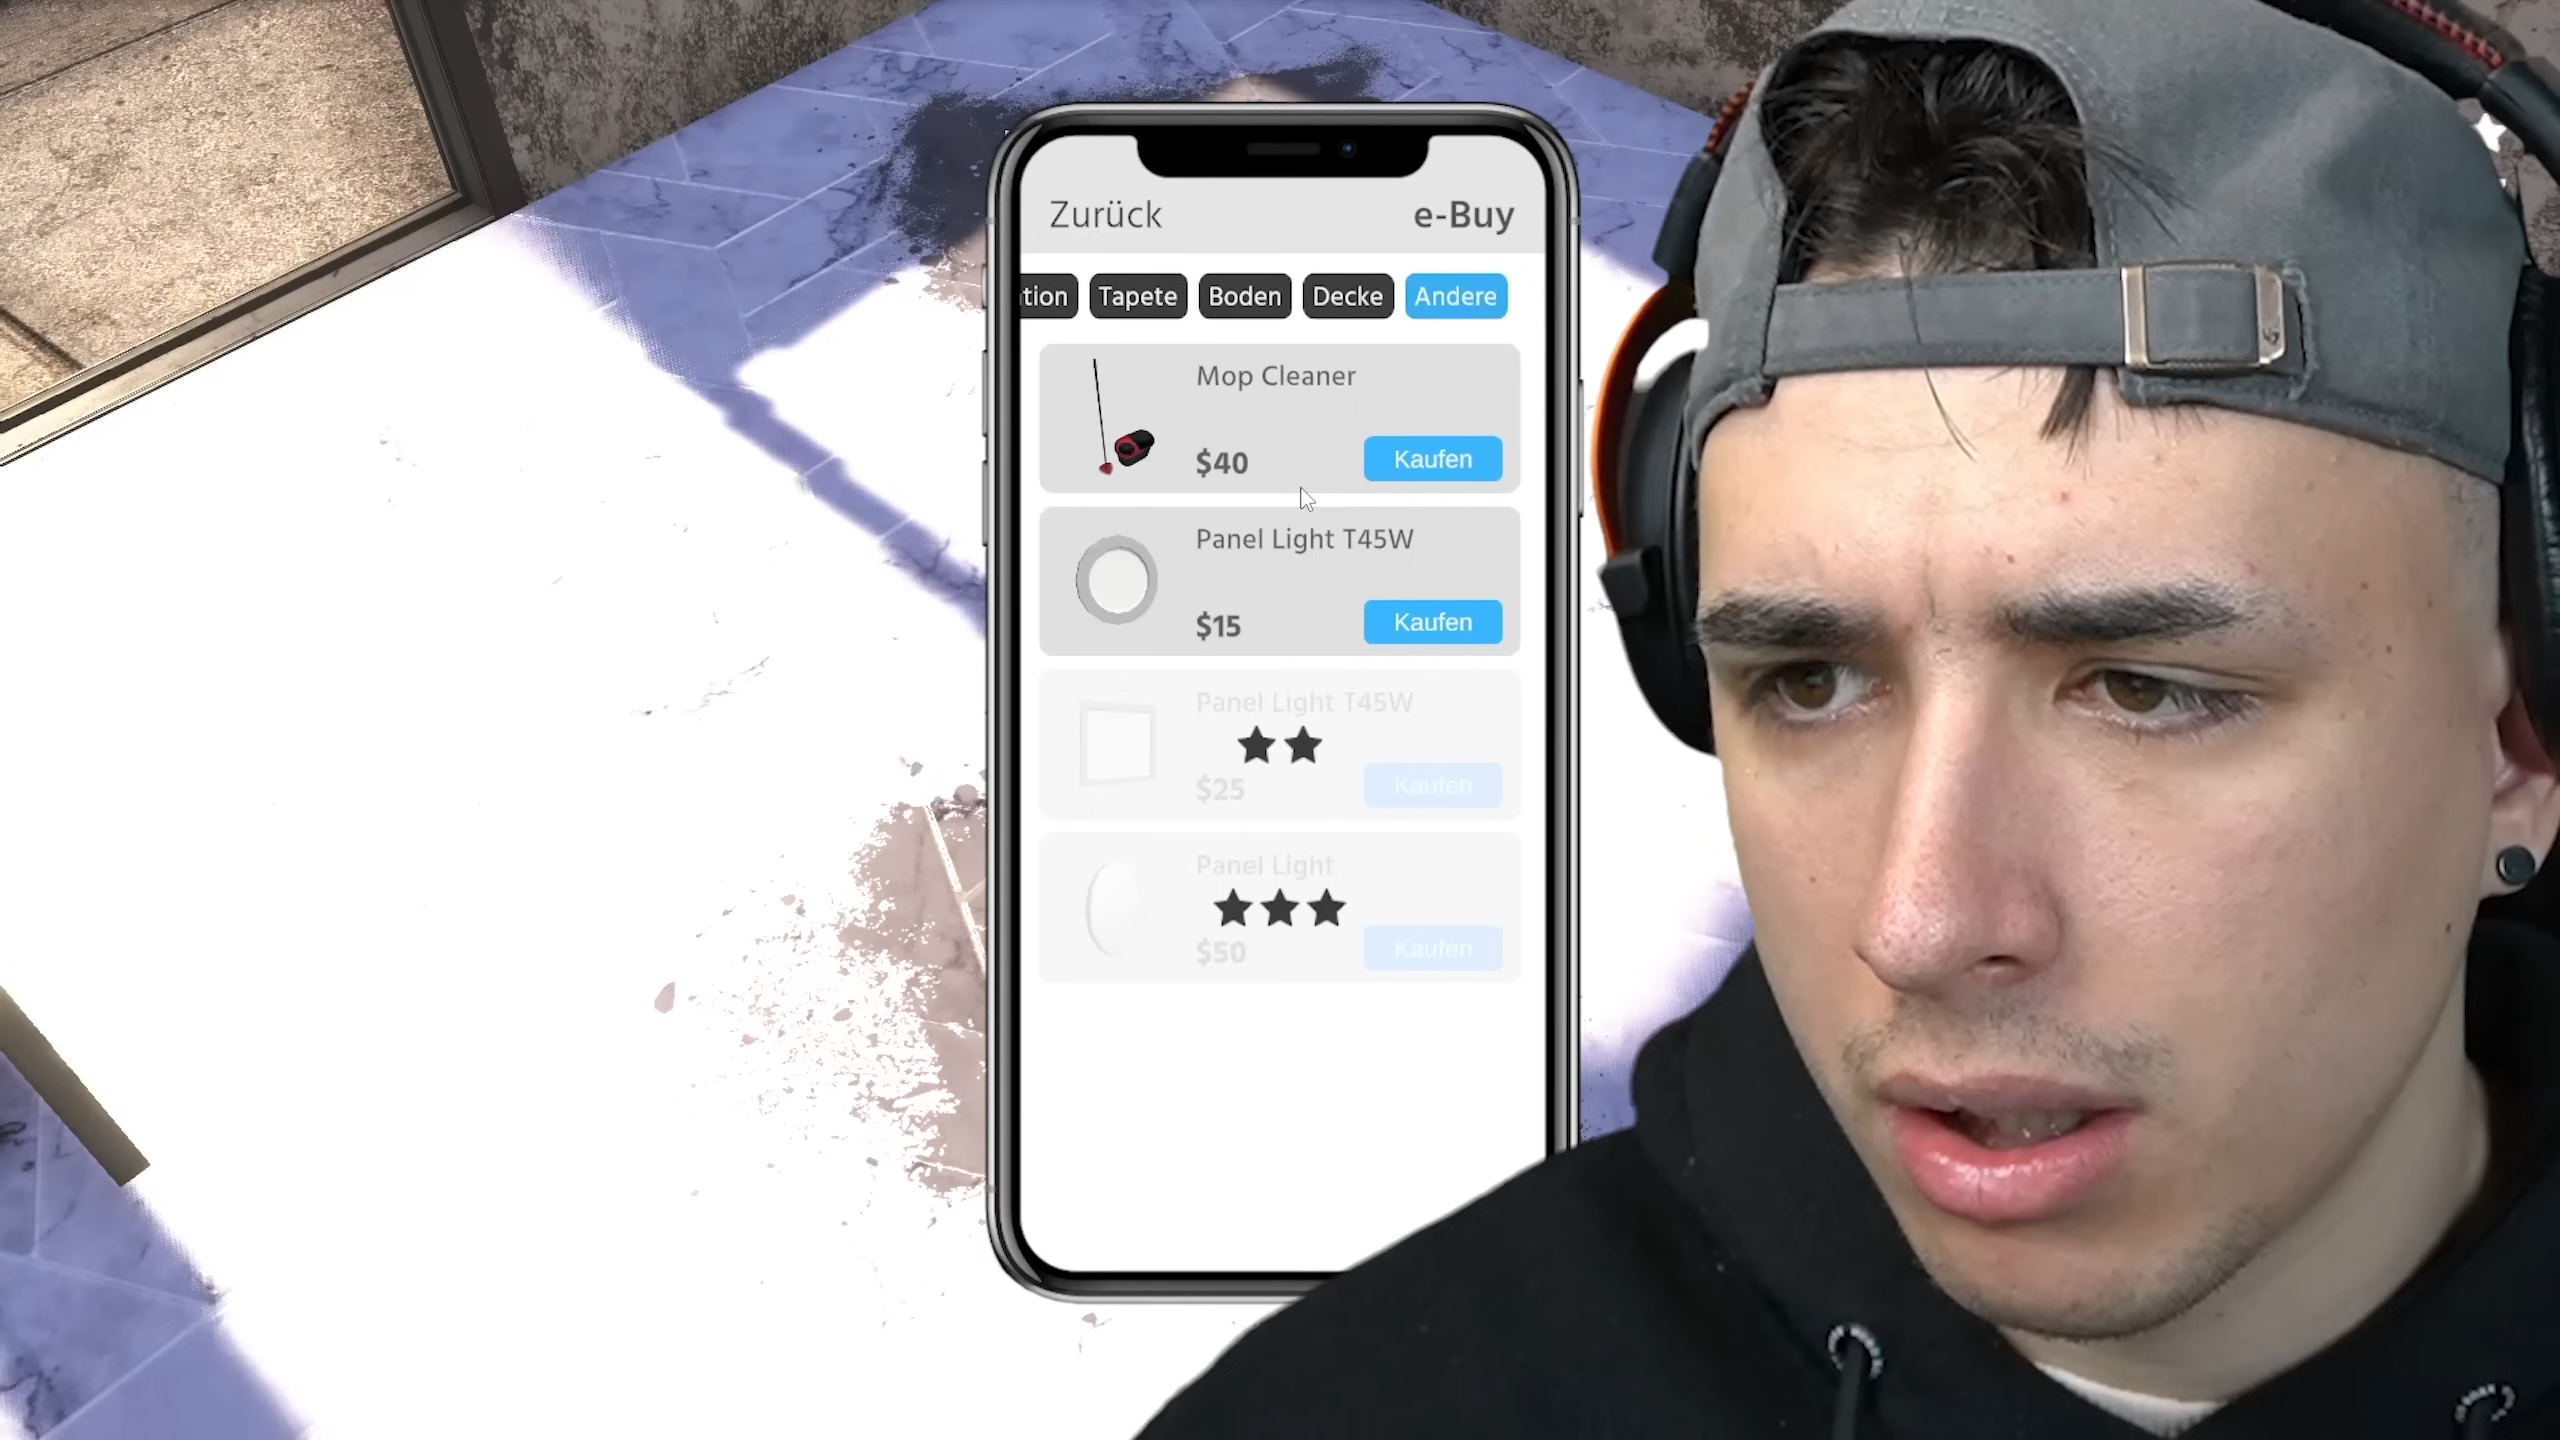 Zurück e-Buy
tion Tapete Boden Decke Andere
Mop Cleaner
$40 Kaufen
Panel Light T45W
$15 Kaufen
Panel Light T45W
$25 Kaufen
Panel Light
$50 Kaufen